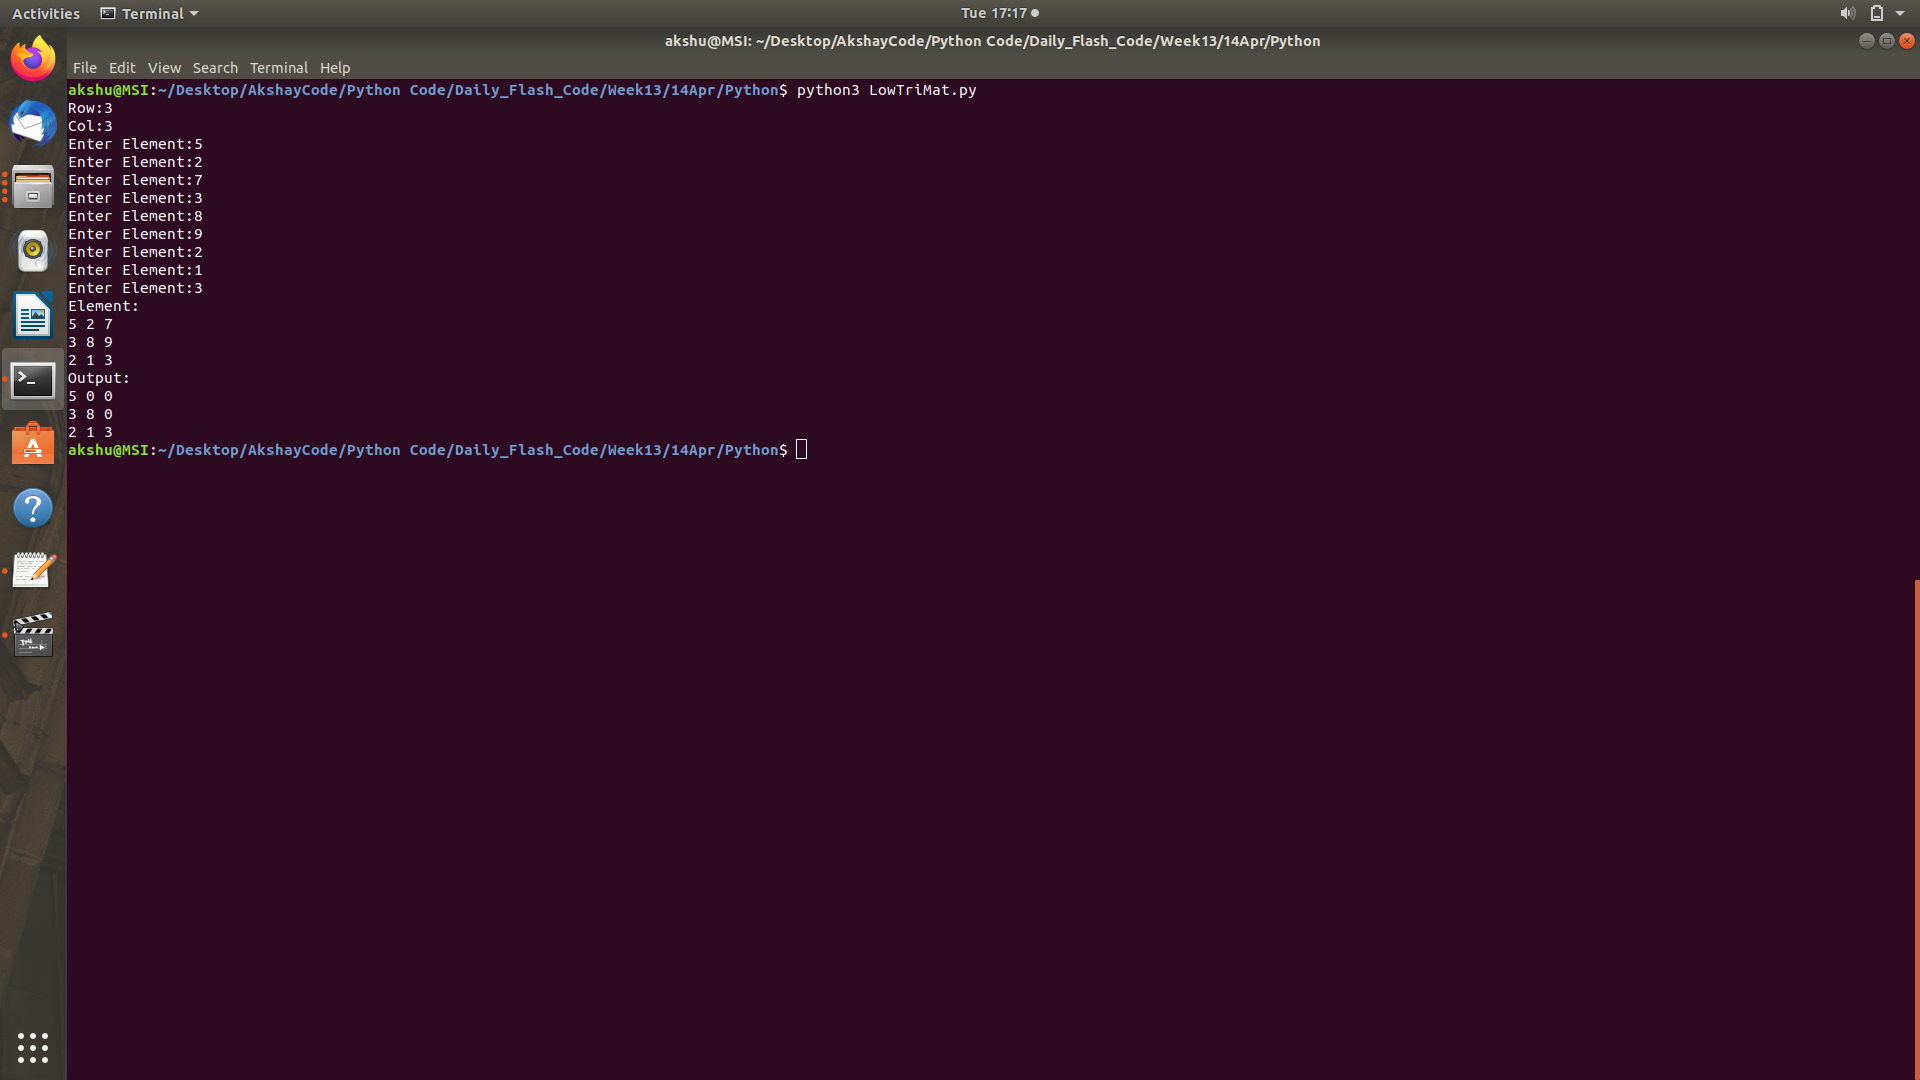 Activities Terminal Tue 17:17
akshu@MSI: ~/Desktop/AkshayCode/Python Code/Daily_Flash_Code/Week13/14Apr/Python
File Edit View Search Terminal Help
akshu@MSI:~/Desktop/AkshayCode/Python Code/Daily_Flash_Code/Week13/14Apr/Python$ python3 LowTriMat.py
Row:3
Col:3
Enter Element:5
Enter Element:2
Enter Element:7
Enter Element:3
Enter Element:8
Enter Element:9
Enter Element:2
Enter Element:1
Enter Element:3
Element:
5 2 7
3 8 9
2 1 3
Output:
5 0 0
3 8 0
2 1 3
akshu@MSI:~/Desktop/AkshayCode/Python Code/Daily_Flash_Code/Week13/14Apr/Python$